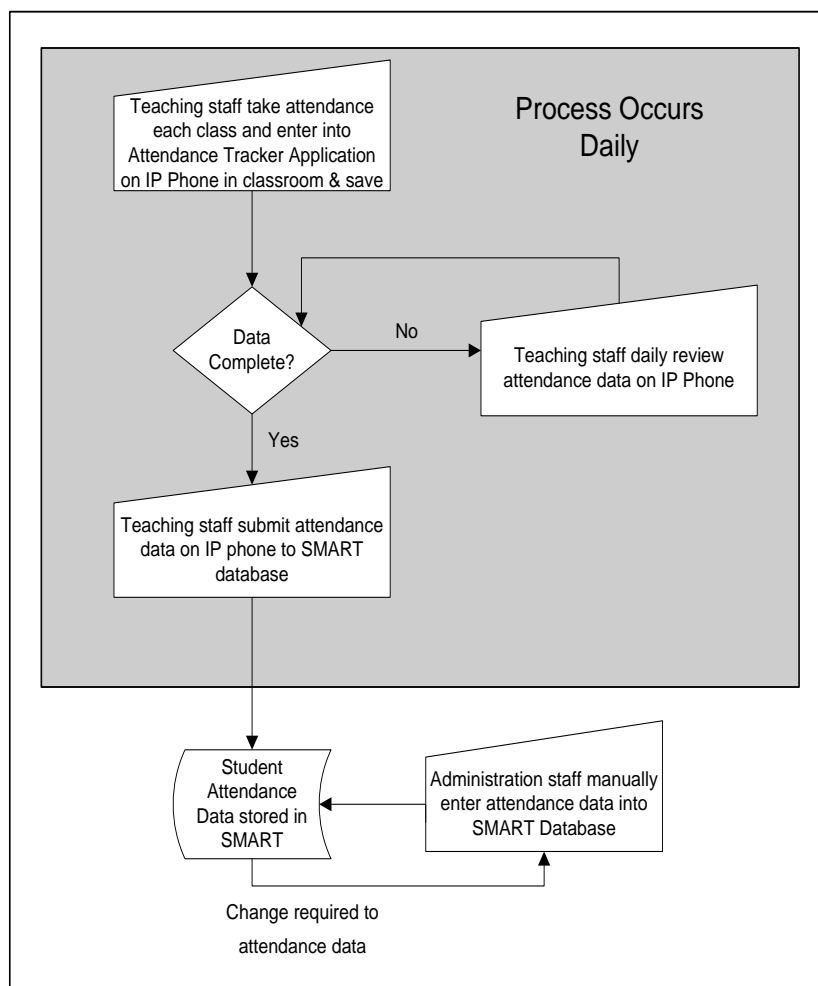 Teaching staff take attendance
each class and enter into
Attendance Tracker Application
on IP Phone in classroom & save
Process Occurs
Daily
Data
Complete?
No
Teaching staff daily review
attendance data on IP Phone
Yes
Teaching staff submit attendance
data on IP phone to SMART
database
Student
Attendance
Data stored in
SMART
Administration staff manually
enter attendance data into
SMART Database
Change required to
attendance data